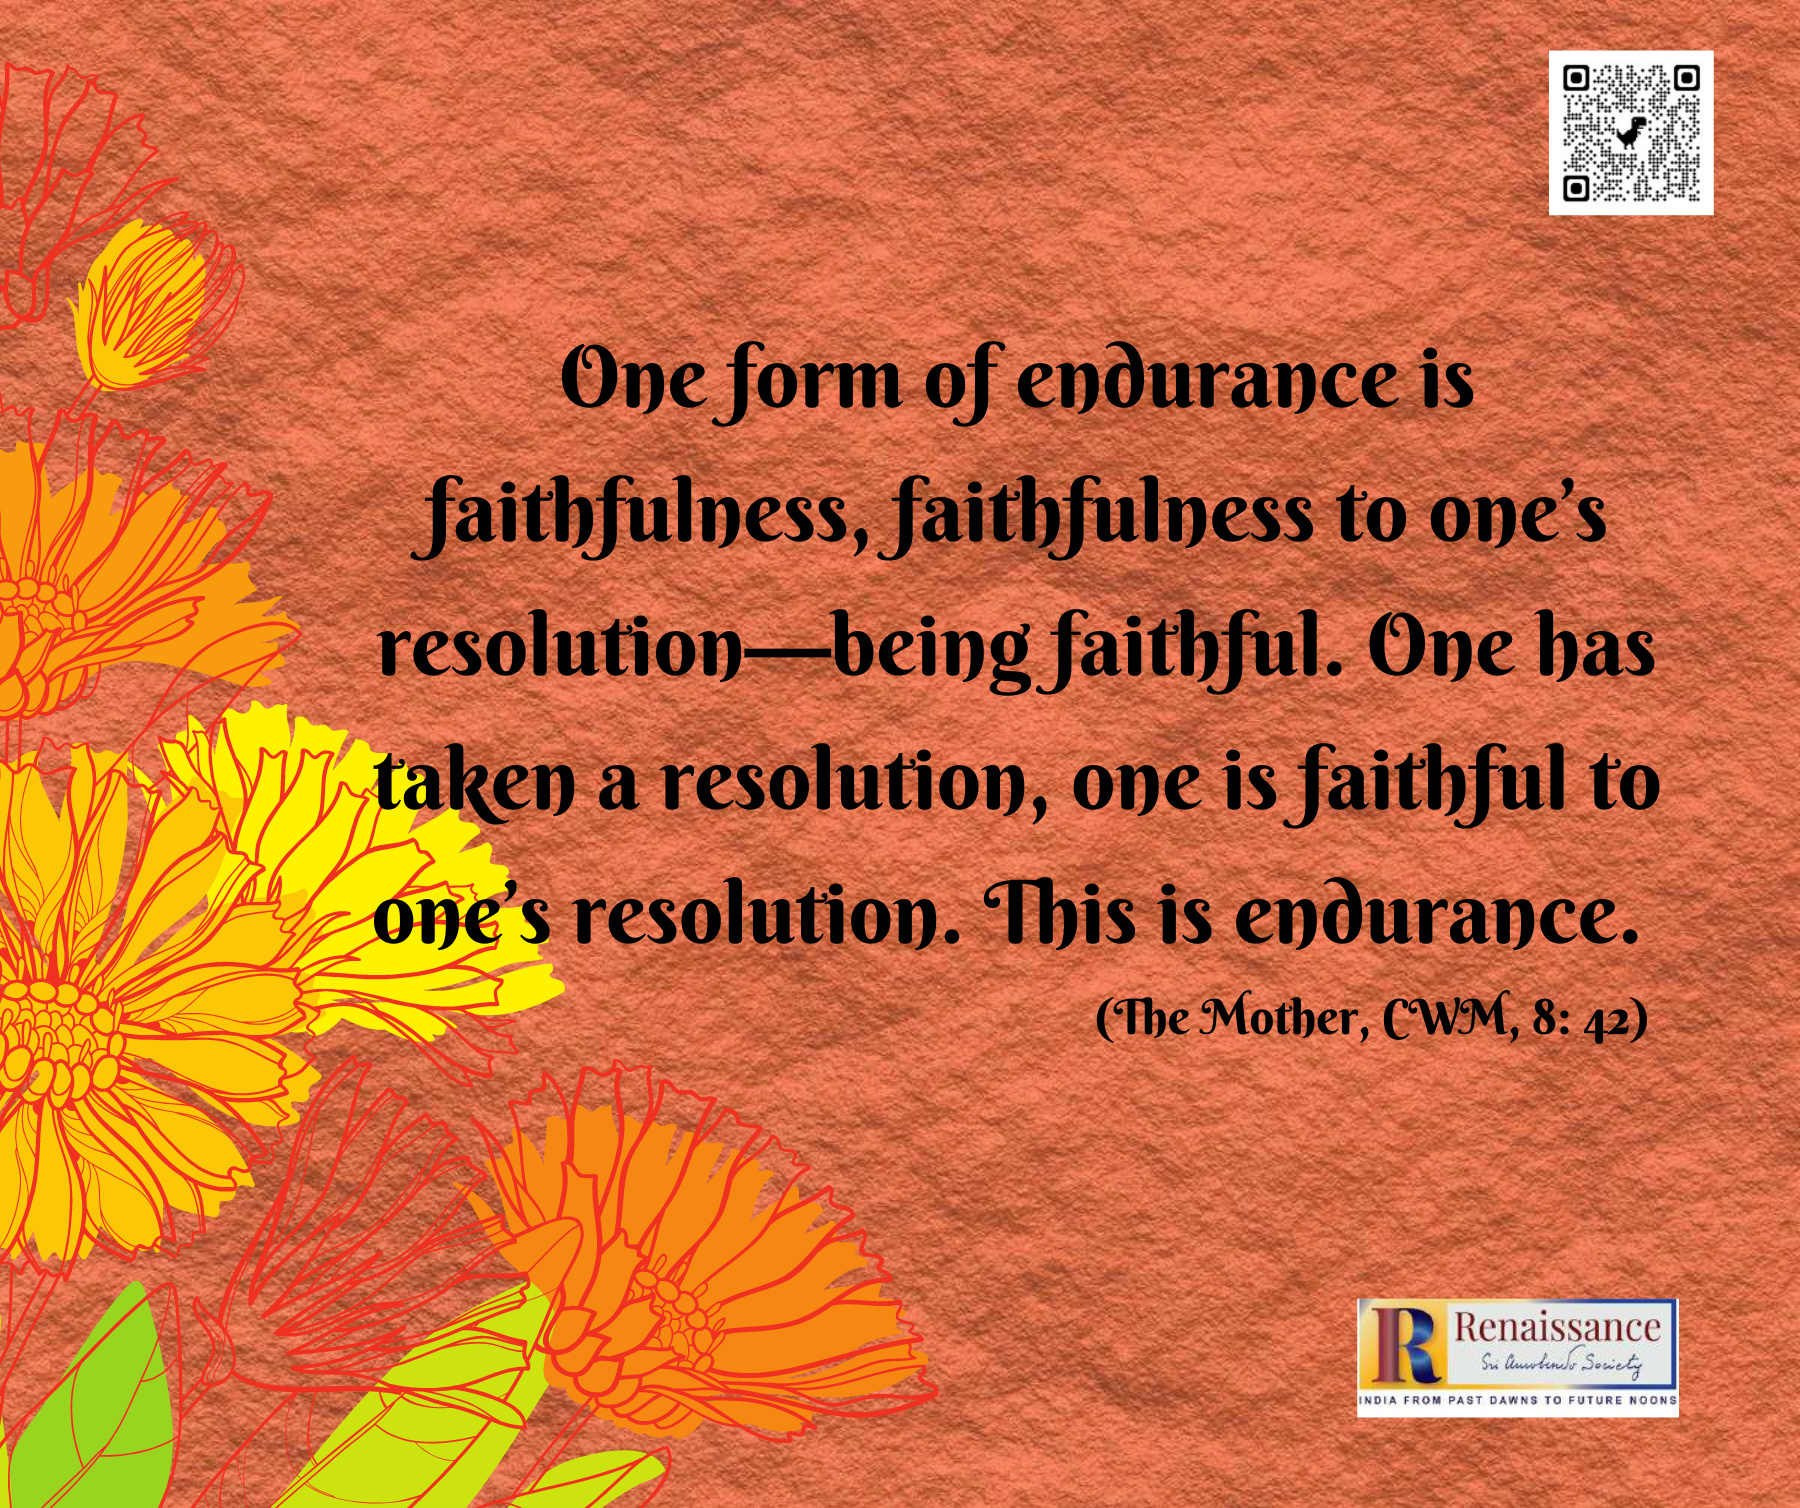 One form of endurance is
faithfulness, faithfulness to one’s
resolution—being faithful. One has
taken a resolution, one is faithful to
one’s resolution. This is endurance.
(The Mother, CWM, 8: 42)
R Renaissance
Sri Aurobindo Society
INDIA FROM PAST DAWNS TO FUTURE NOONS